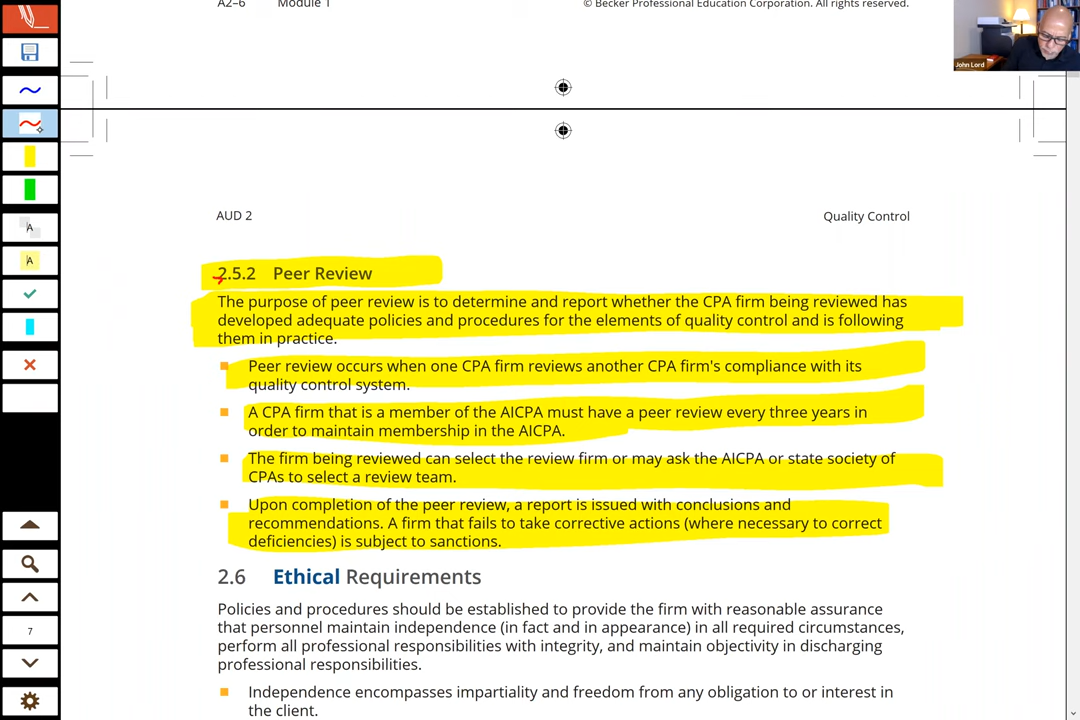 A2–6 Module 1 © Becker Professional Education Corporation. All rights reserved.
John Lord
AUD 2 Quality Control
2.5.2 Peer Review
The purpose of peer review is to determine and report whether the CPA firm being reviewed has
developed adequate policies and procedures for the elements of quality control and is following
them in practice.
Peer review occurs when one CPA firm reviews another CPA firm's compliance with its
quality control system.
A CPA firm that is a member of the AICPA must have a peer review every three years in
order to maintain membership in the AICPA.
The firm being reviewed can select the review firm or may ask the AICPA or state society of
CPAs to select a review team.
Upon completion of the peer review, a report is issued with conclusions and
recommendations. A firm that fails to take corrective actions (where necessary to correct
deficiencies) is subject to sanctions.
2.6 Ethical Requirements
Policies and procedures should be established to provide the firm with reasonable assurance
that personnel maintain independence (in fact and in appearance) in all required circumstances,
perform all professional responsibilities with integrity, and maintain objectivity in discharging
professional responsibilities.
Independence encompasses impartiality and freedom from any obligation to or interest in
the client.
A
A
7